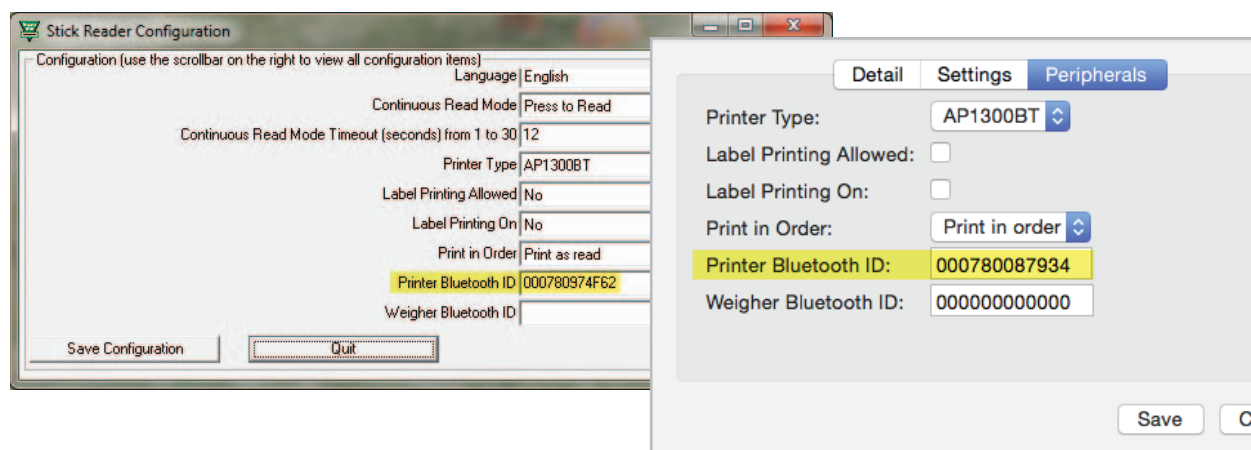 Stick Reader Configuration
Configuration (use the scrollbar on the right to view all configuration items)
Language English
Continuous Read Mode Press to Read
Continuous Read Mode Timeout (seconds) from 1 to 30 12
Printer Type AP1300BT
Label Printing Allowed No
Label Printing On No
Print in Order Print as read
Printer Bluetooth ID 000780974F62
Weigher Bluetooth ID
Save Configuration Quit
Detail Settings Peripherals
Printer Type: AP1300BT
Label Printing Allowed:
Label Printing On:
Print in Order: Print in order
Printer Bluetooth ID: 000780087934
Weigher Bluetooth ID: 000000000000
Save C